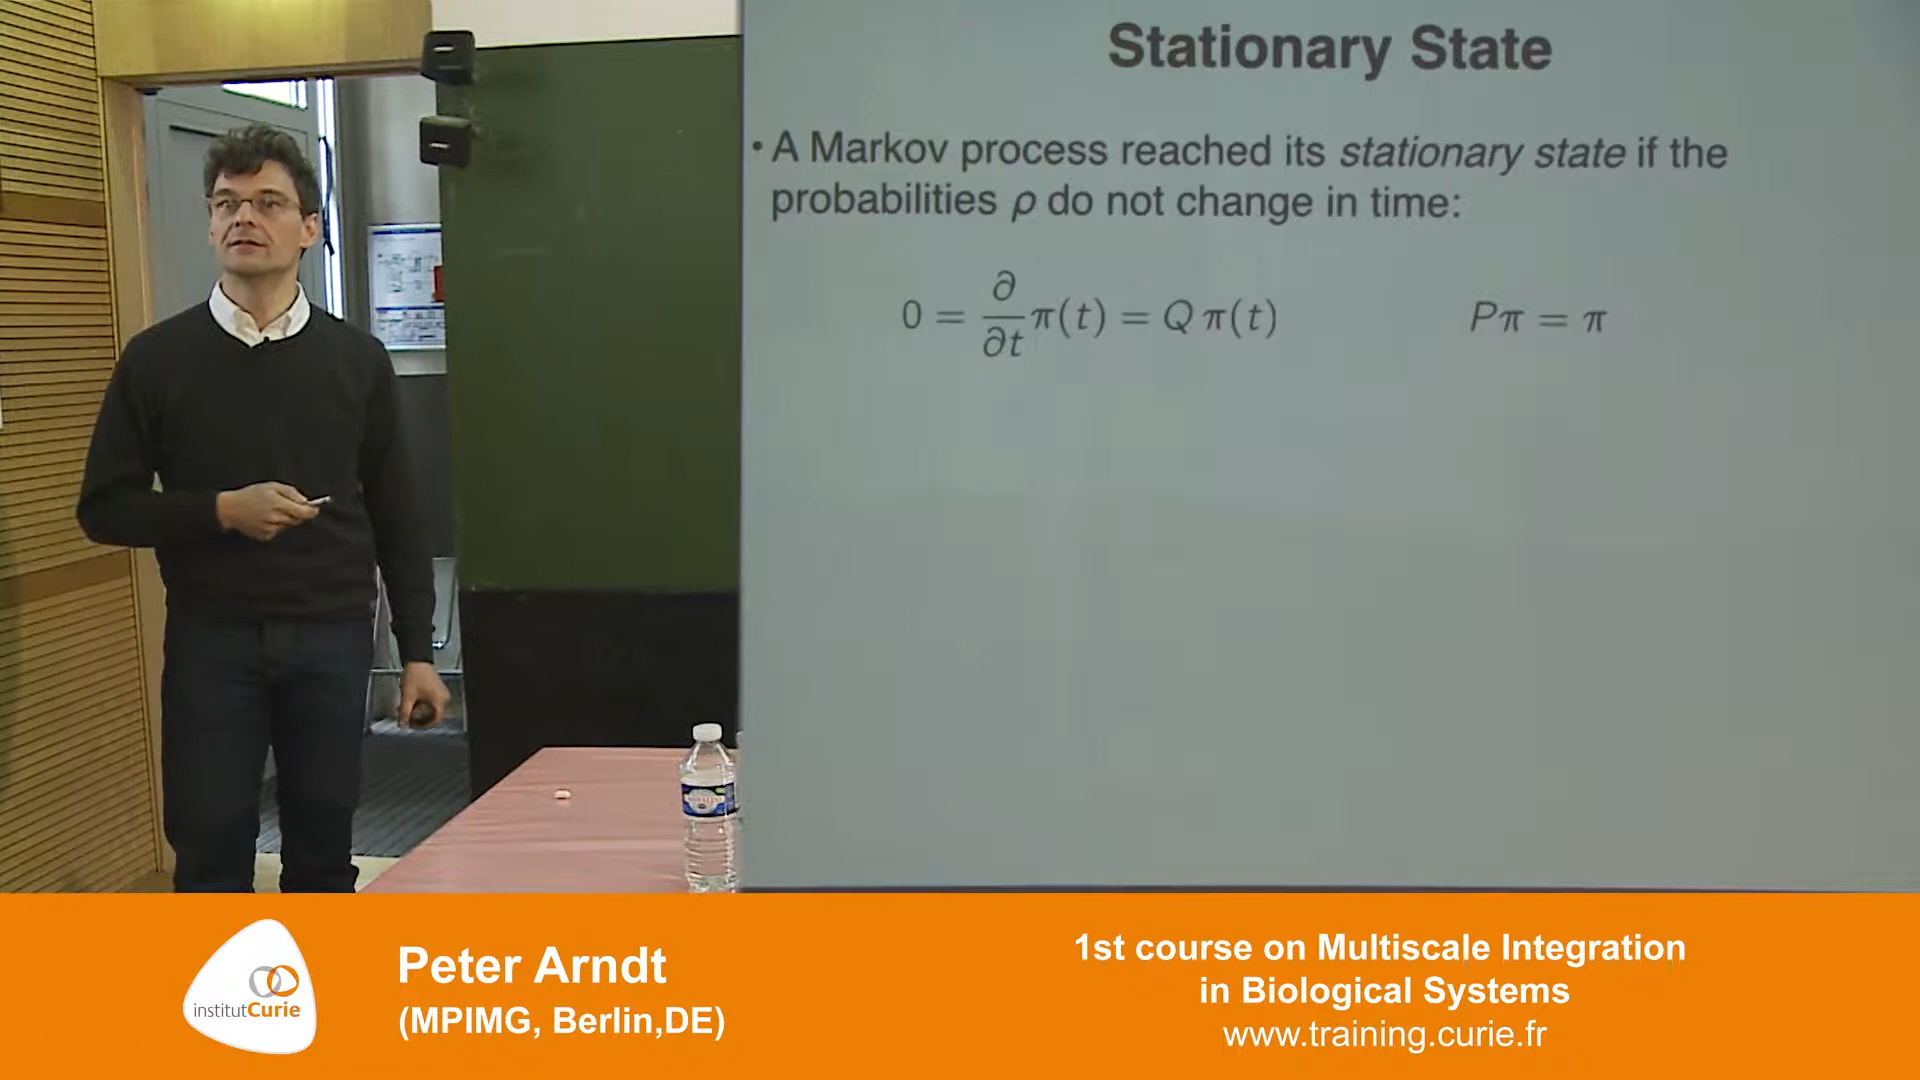 Stationary State
• A Markov process reached its stationary state if the
probabilities ρ do not change in time:
0 = ∂/∂t π(t) = Q π(t)
Pπ = π
institutCurie
Peter Arndt
(MPIMG, Berlin,DE)
1st course on Multiscale Integration
in Biological Systems
www.training.curie.fr